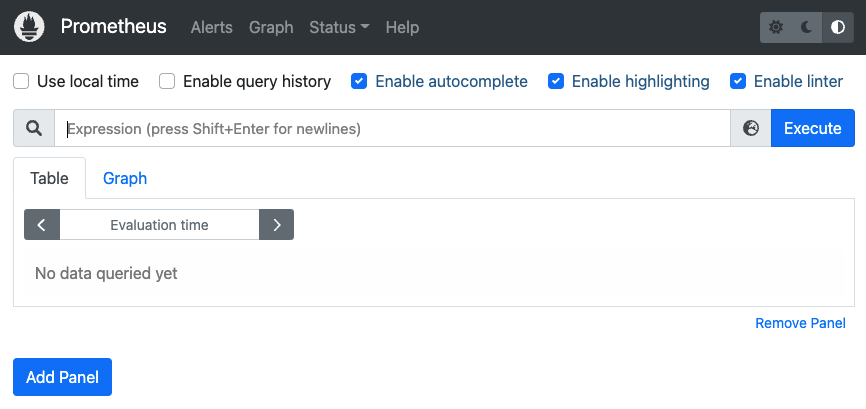 Prometheus Alerts Graph Status Help
Use local time Enable query history Enable autocomplete Enable highlighting Enable linter
Expression (press Shift+Enter for newlines) Execute
Table Graph
Evaluation time
No data queried yet
Remove Panel
Add Panel